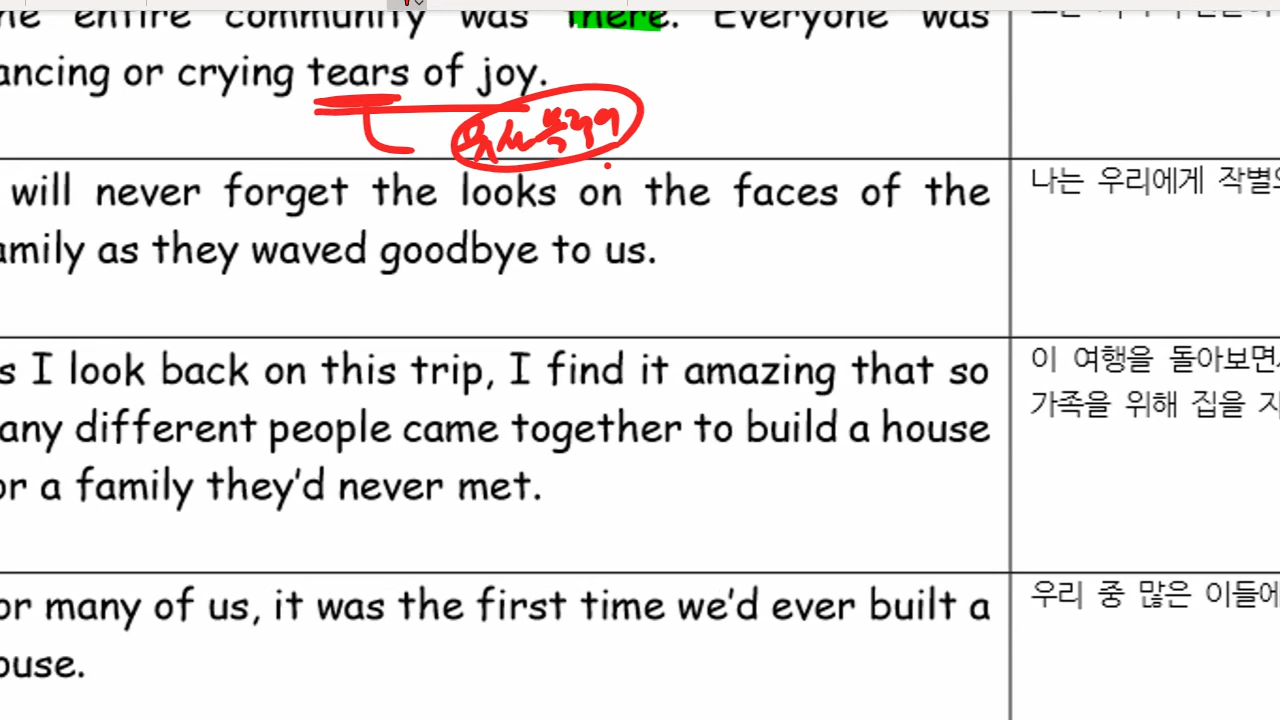 he entire community was there. Everyone was
ancing or crying tears of joy.
will never forget the looks on the faces of the
amily as they waved goodbye to us.
나는 우리에게 작별의
s I look back on this trip, I find it amazing that so
any different people came together to build a house
or a family they'd never met.
이 여행을 돌아보면서
가족을 위해 집을 지
or many of us, it was the first time we'd ever built a
ouse.
우리 중 많은 이들에